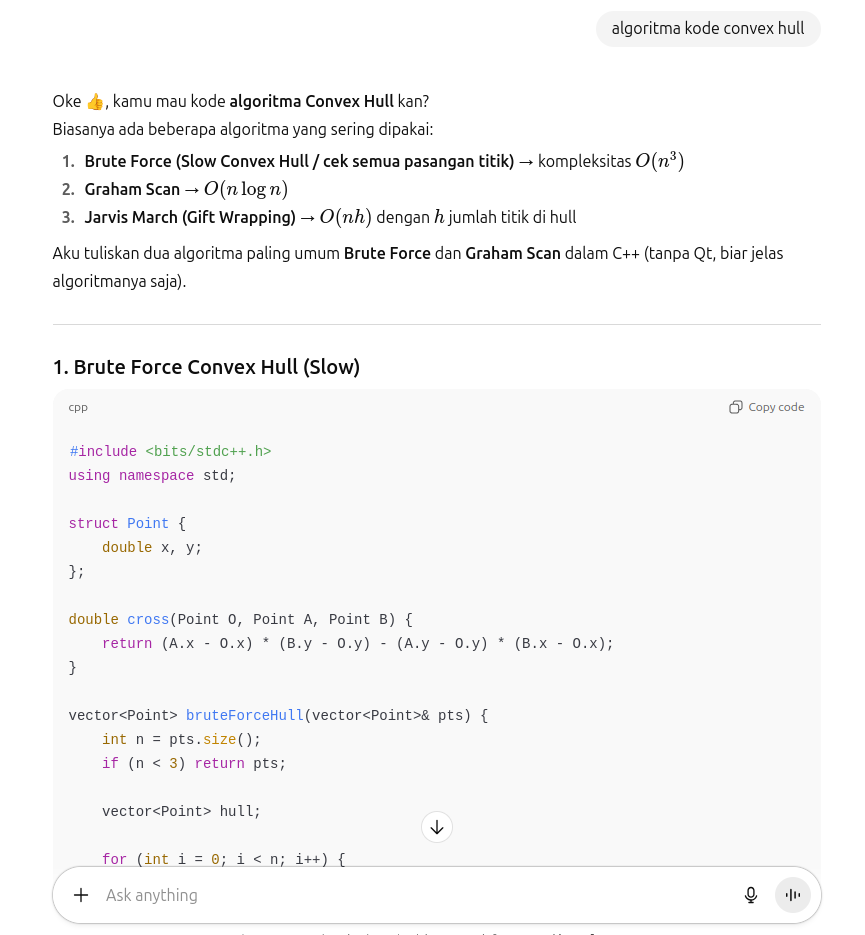 algoritma kode convex hull
Oke 👍, kamu mau kode algoritma Convex Hull kan?
Biasanya ada beberapa algoritma yang sering dipakai:
1. Brute Force (Slow Convex Hull / cek semua pasangan titik) → kompleksitas O(n³)
2. Graham Scan → O(n log n)
3. Jarvis March (Gift Wrapping) → O(nh) dengan h jumlah titik di hull
Aku tuliskan dua algoritma paling umum Brute Force dan Graham Scan dalam C++ (tanpa Qt, biar jelas
algoritmanya saja).
1. Brute Force Convex Hull (Slow)
cpp
Copy code
#include <bits/stdc++.h>
using namespace std;
struct Point {
    double x, y;
};
double cross(Point O, Point A, Point B) {
    return (A.x - O.x) * (B.y - O.y) - (A.y - O.y) * (B.x - O.x);
}
vector<Point> bruteForceHull(vector<Point>& pts) {
    int n = pts.size();
    if (n < 3) return pts;
    vector<Point> hull;
    for (int i = 0; i < n; i++) {
Ask anything